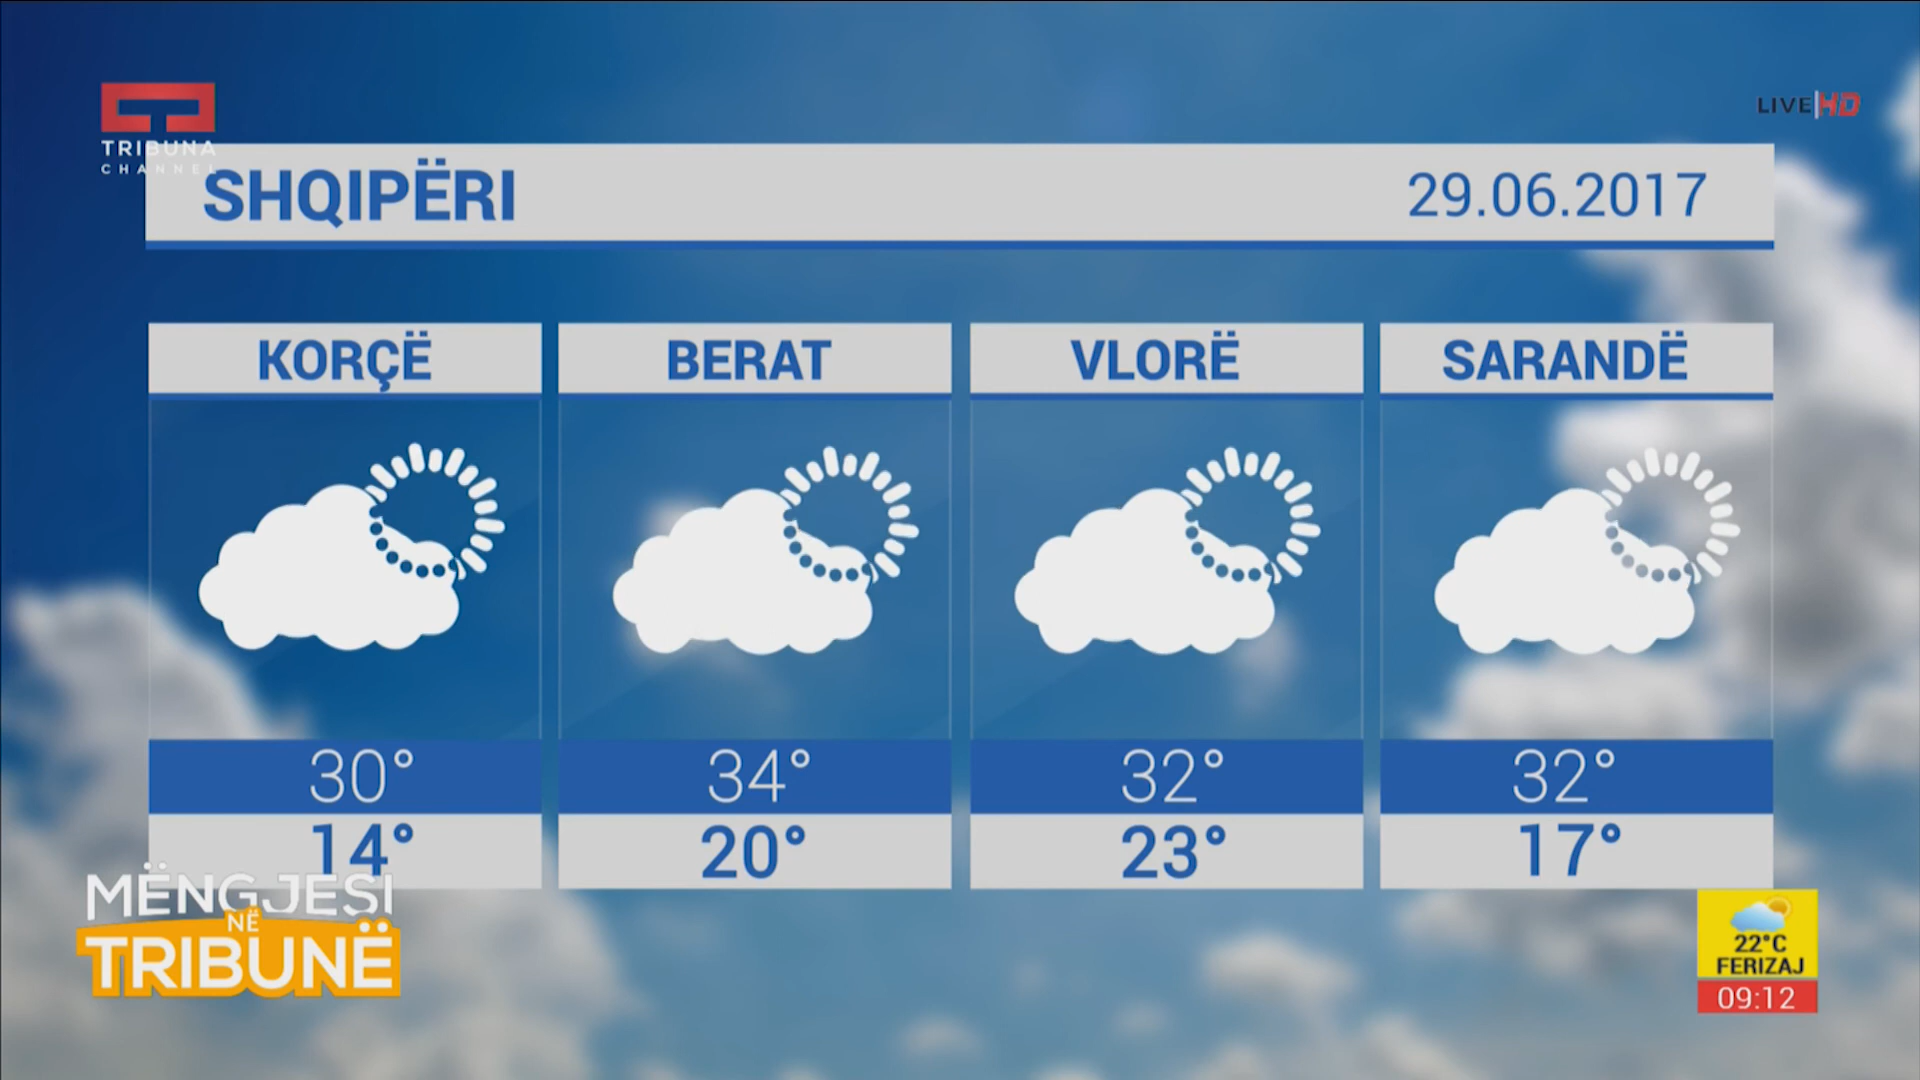 TRIBUNA
CHANNEL
LIVE HD
SHQIPËRI
29.06.2017
KORÇË
BERAT
VLORË
SARANDË
30°
34°
32°
32°
14°
20°
23°
17°
MËNGJESI
NË
TRIBUNË
22°C
FERIZAJ
09:12